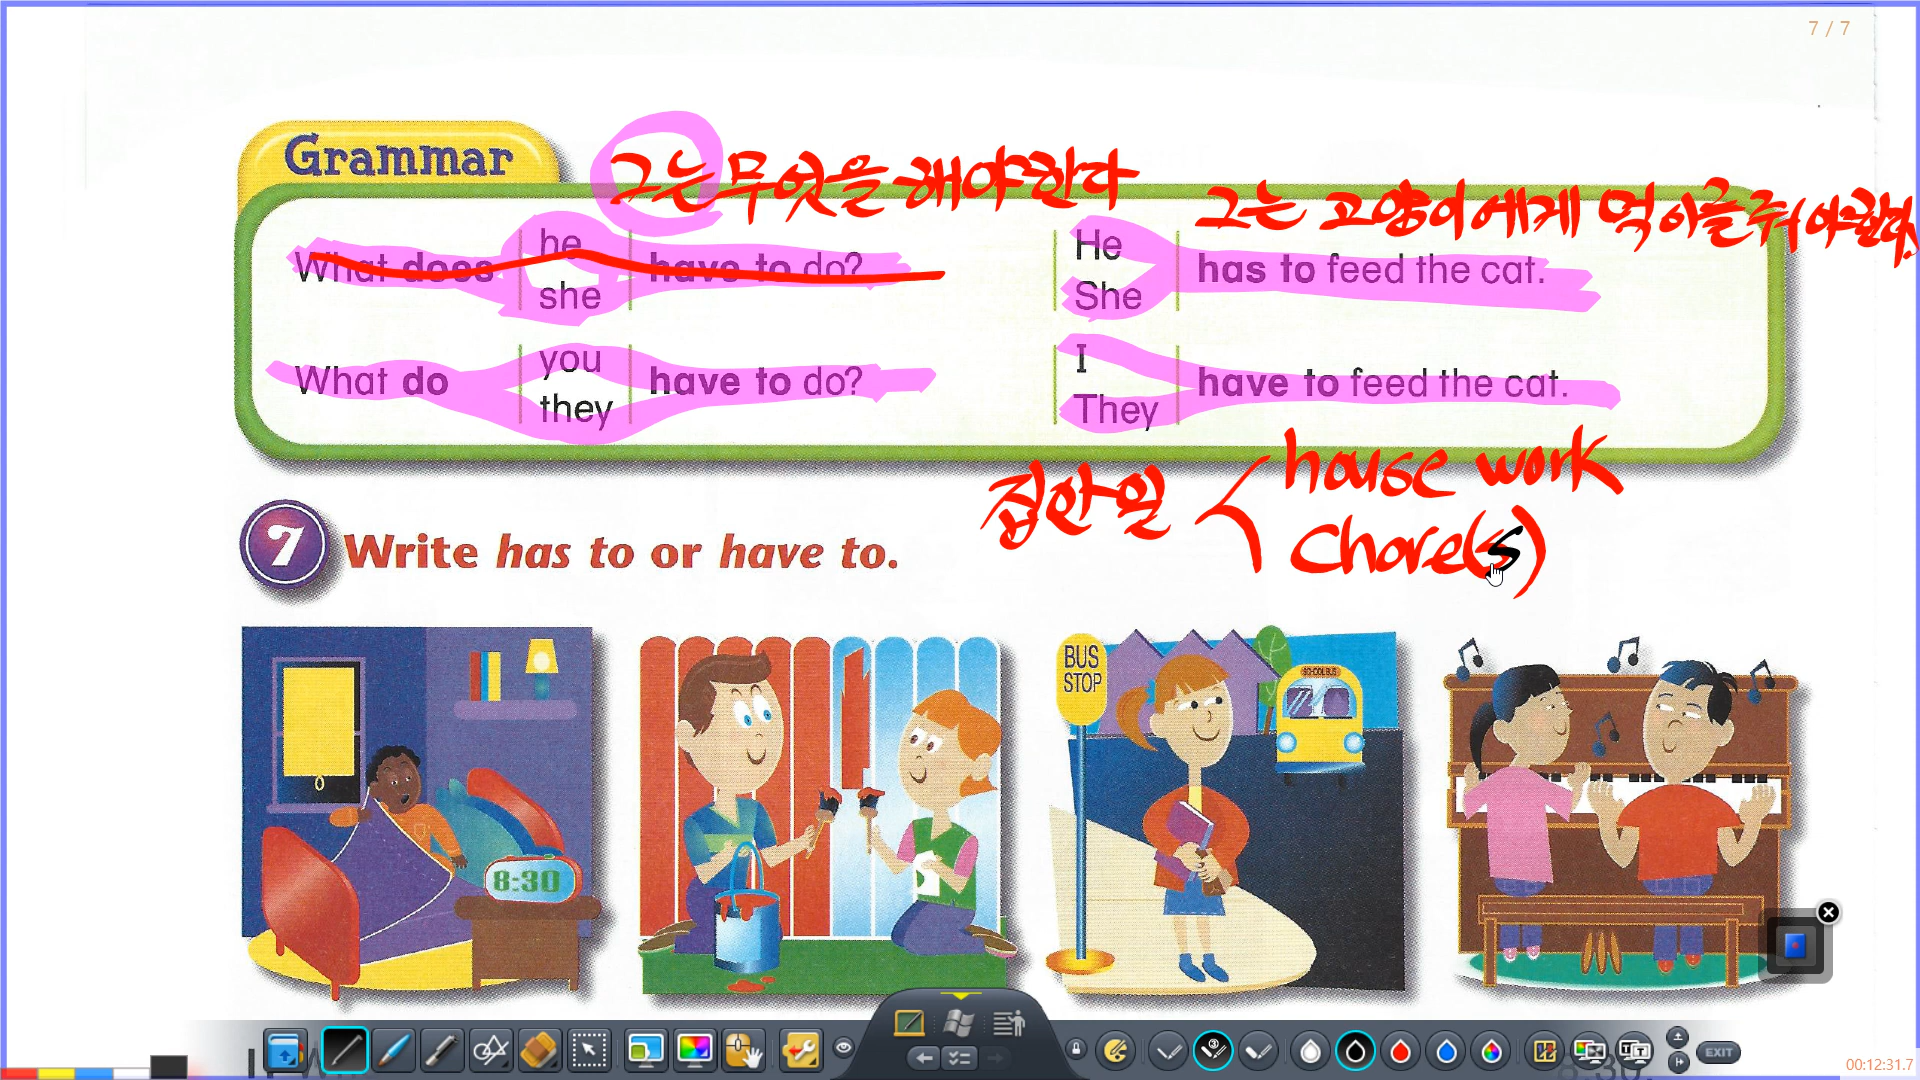 7 / 7
Grammar
그는 무엇을 해야한다
그는 고양이에게 먹이를 줘야한다.
What does he have to do?
she
He has to feed the cat.
She
What do you have to do?
they
I have to feed the cat.
They
집안일 house work
chore(s)
7 Write has to or have to.
BUS
STOP
SCHOOL BUS
8:30
EXIT
00:12:31.7